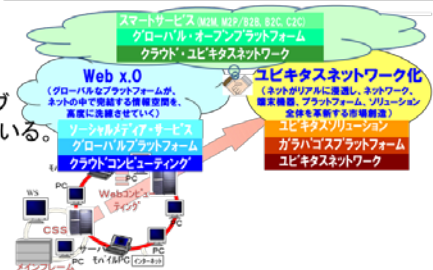 スマートサービス(M2M, M2P/B2B, B2C, C2C)
グローバル・オープンプラットフォーム
クラウド・ユビキタスネットワーク
Web x.0
(グローバルなプラットフォームが、
ネットの中で完結する情報空間を、
高度に洗練させていく)
ソーシャルメディア・サービス
グローバルプラットフォーム
クラウドコンピューティング
ユビキタスネットワーク化
(ネットがリアルに浸透し、ネットワーク、
端末機器、プラットフォーム、ソリューション
全体を革新する市場創造)
ユビキタスソリューション
ガラパゴスプラットフォーム
ユビキタスネットワーク
いる。
PC
Webコンピュー
ティング
PC
WS
PC
CSS
サーバ
PC
モバイルPC
インターネット
PC
メインフレーム